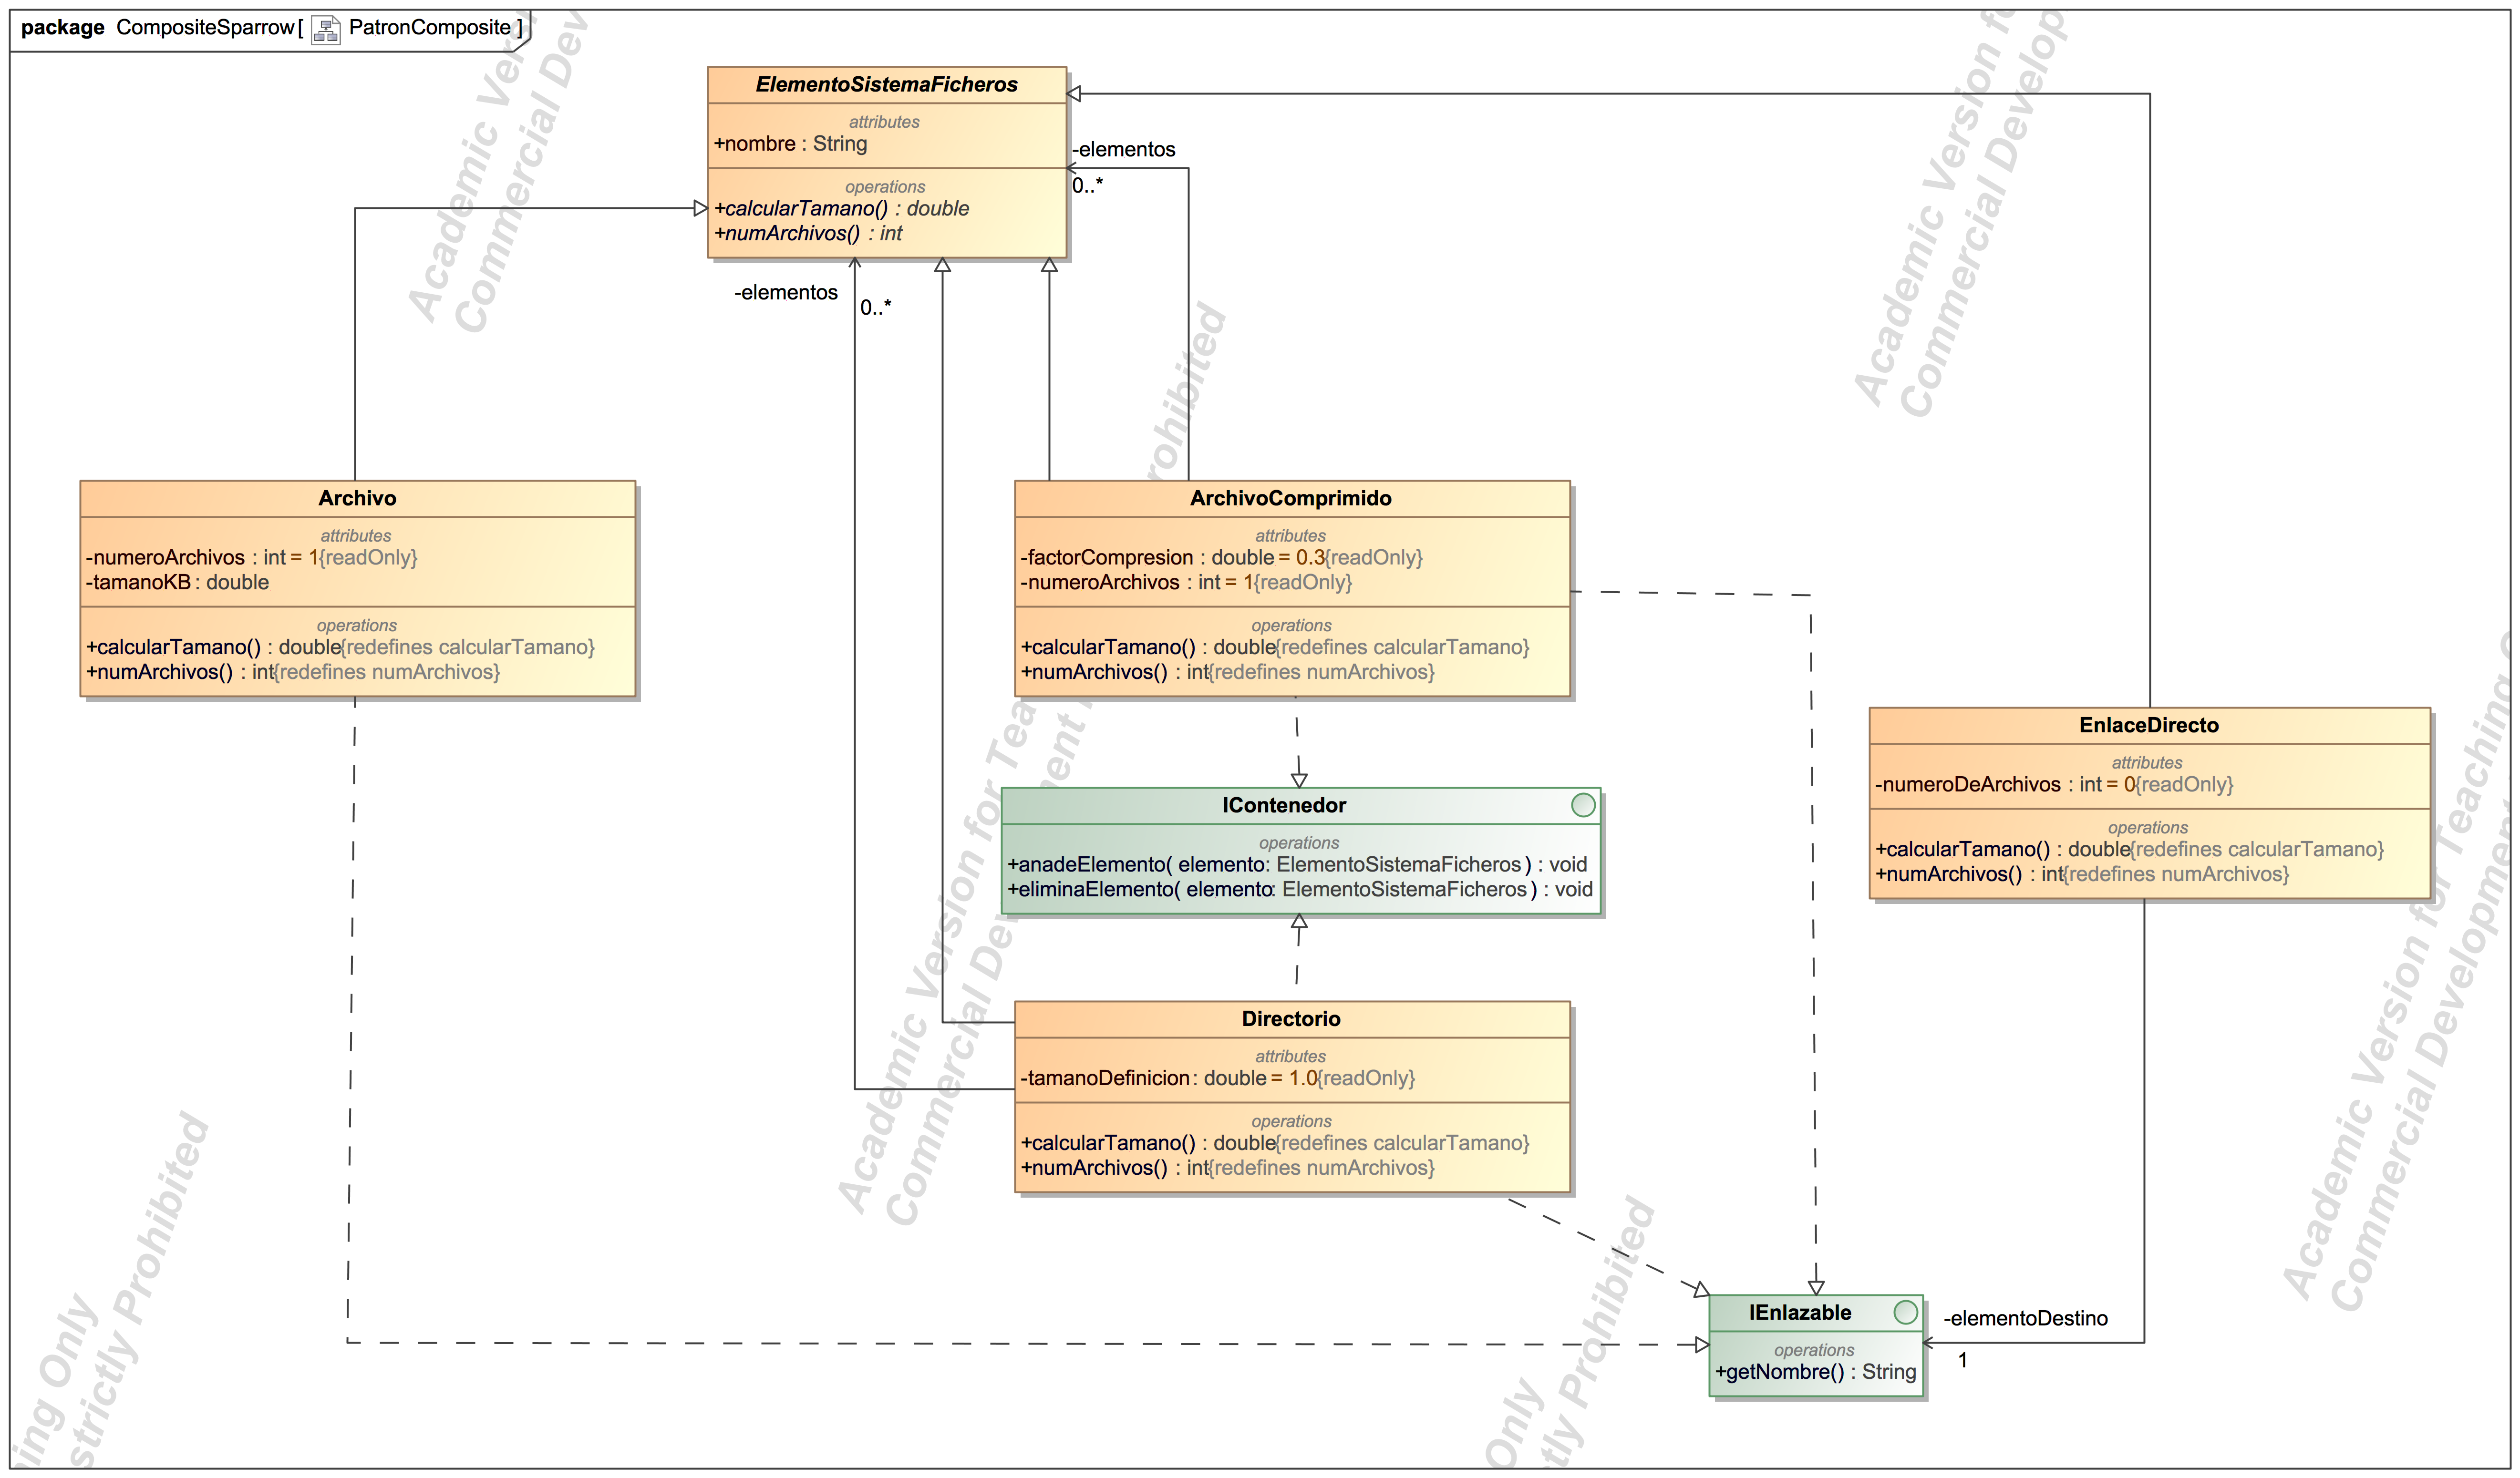 package CompositeSparrow[ PatronComposite ]
ElementoSistemaFicheros
attributes
+nombre : String
operations
+calcularTamano() : double
+numArchivos() : int
-elementos
0..*
-elementos
0..*
Archivo
attributes
-numeroArchivos : int = 1{readOnly}
-tamanoKB : double
operations
+calcularTamano() : double{redefines calcularTamano}
+numArchivos() : int{redefines numArchivos}
ArchivoComprimido
attributes
-factorCompresion : double = 0.3{readOnly}
-numeroArchivos : int = 1{readOnly}
operations
+calcularTamano() : double{redefines calcularTamano}
+numArchivos() : int{redefines numArchivos}
EnlaceDirecto
attributes
-numeroDeArchivos : int = 0{readOnly}
operations
+calcularTamano() : double{redefines calcularTamano}
+numArchivos() : int{redefines numArchivos}
IContenedor
operations
+anadeElemento( elemento : ElementoSistemaFicheros ) : void
+eliminaElemento( elemento : ElementoSistemaFicheros ) : void
Directorio
attributes
-tamanoDefinicion : double = 1.0{readOnly}
operations
+calcularTamano() : double{redefines calcularTamano}
+numArchivos() : int{redefines numArchivos}
IEnlazable
operations
+getNombre() : String
-elementoDestino
1
Academic Version for
Commercial Development
Academic Version for Teaching
Commercial Development
Strictly Prohibited
Only